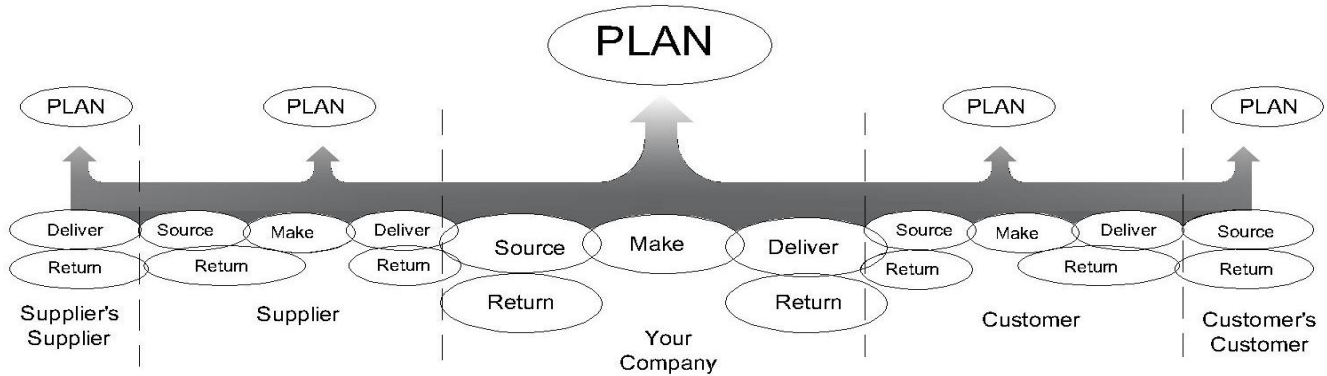 PLAN
PLAN
PLAN
PLAN
PLAN
Deliver
Source
Make
Deliver
Source
Make
Deliver
Source
Make
Deliver
Source
Return
Return
Return
Return
Return
Return
Return
Return
Supplier's
Supplier
Supplier
Your
Company
Customer
Customer's
Customer